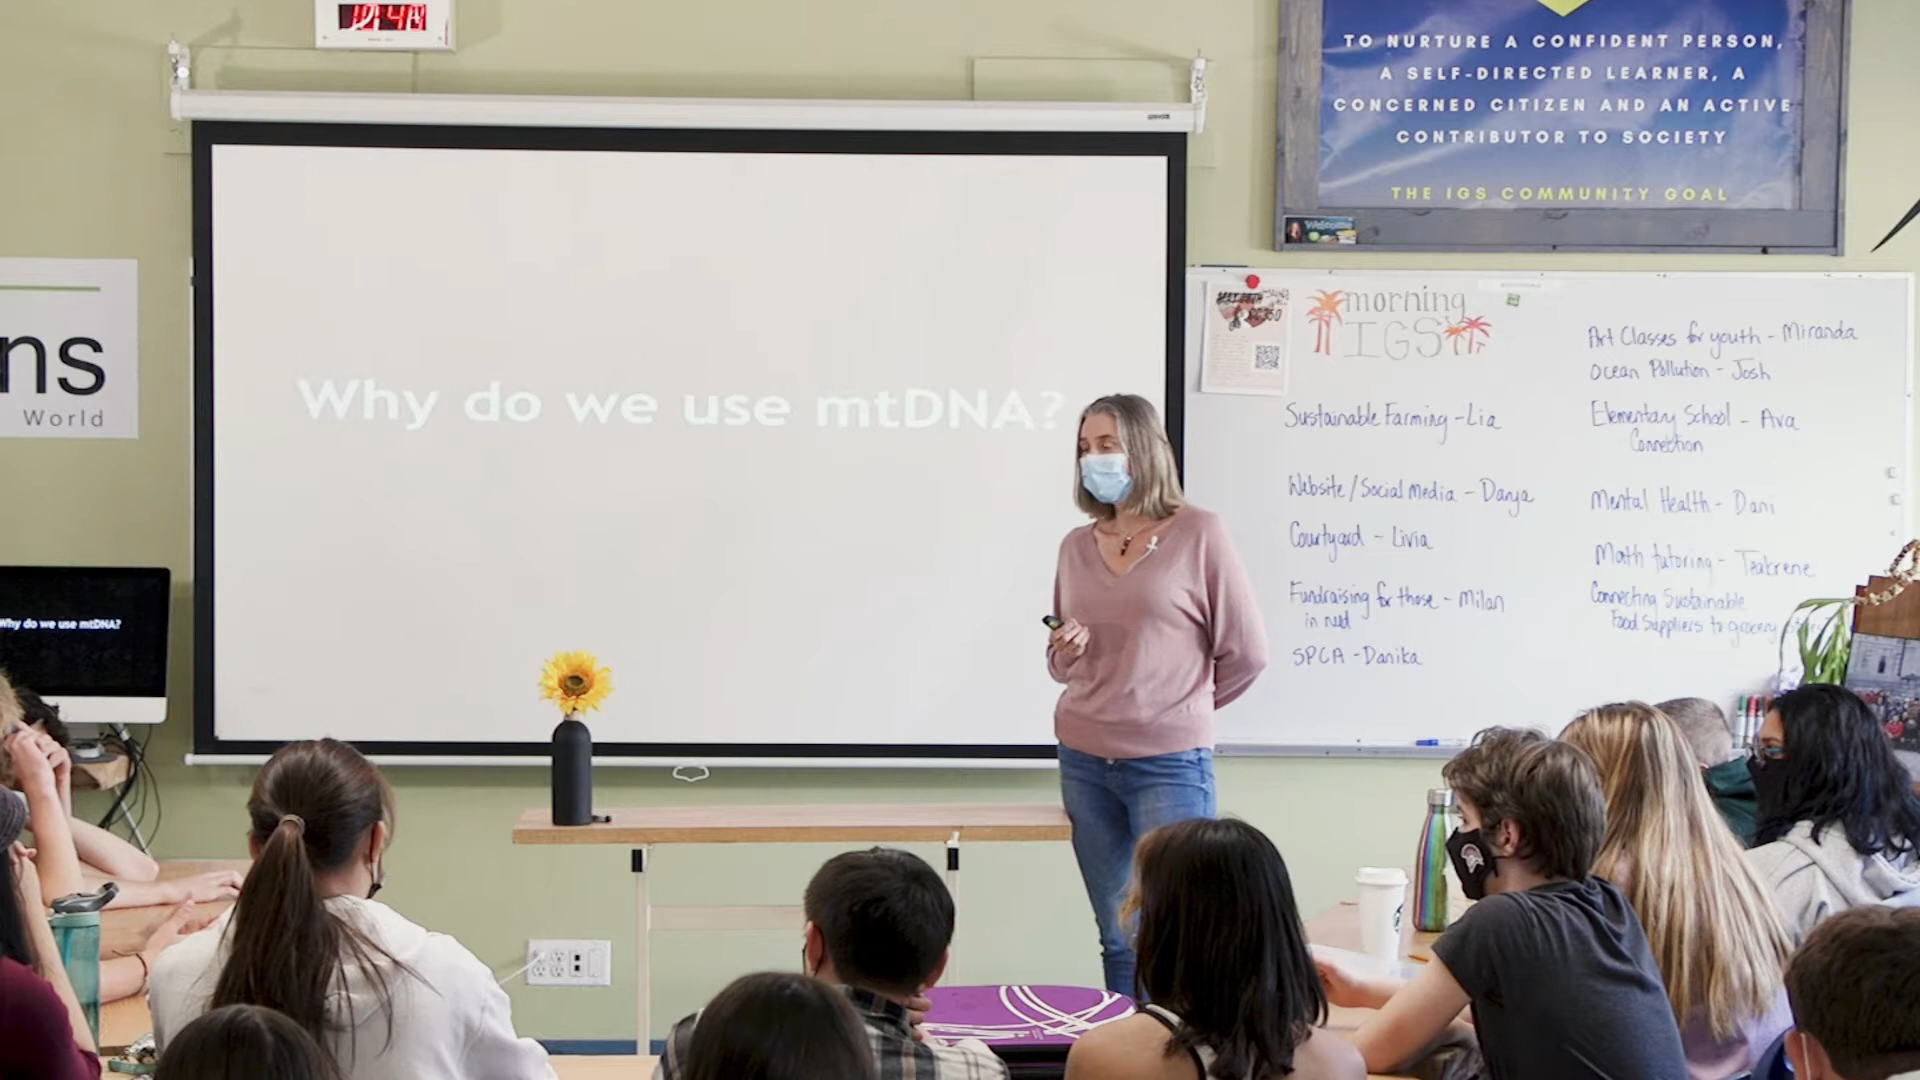 TO NURTURE A CONFIDENT PERSON,
A SELF-DIRECTED LEARNER, A
CONCERNED CITIZEN AND AN ACTIVE
CONTRIBUTOR TO SOCIETY
THE IGS COMMUNITY GOAL
Welcome
ns
World
Why do we use mtDNA?
Why do we use mtDNA?
morning
IGS
Sustainable Farming - Lia
Website/Social Media - Danya
Courtyard - Livia
Fundraising for those - Milan
in need
SPCA - Danika
Art Classes for youth - Miranda
Ocean Pollution - Josh
Elementary School - Ava
Connection
Mental Health - Dani
Math tutoring - Teakrene
Connecting Sustainable
Food Suppliers to grocery